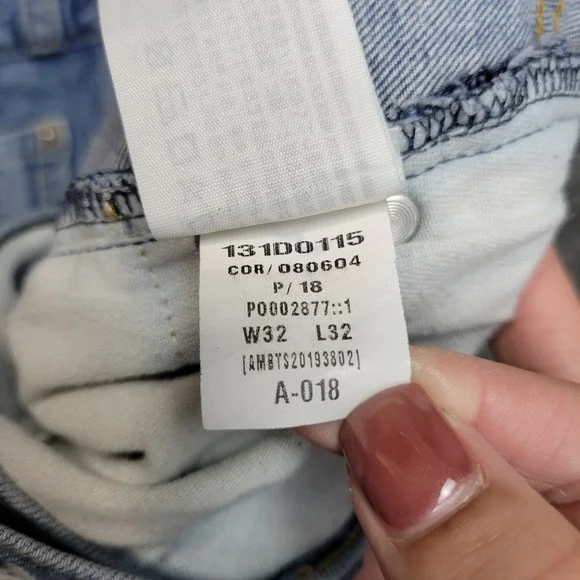 131D0115
COR/080604
P/18
P0002877::1
W32 L32
[AMBTS20193802]
A-018